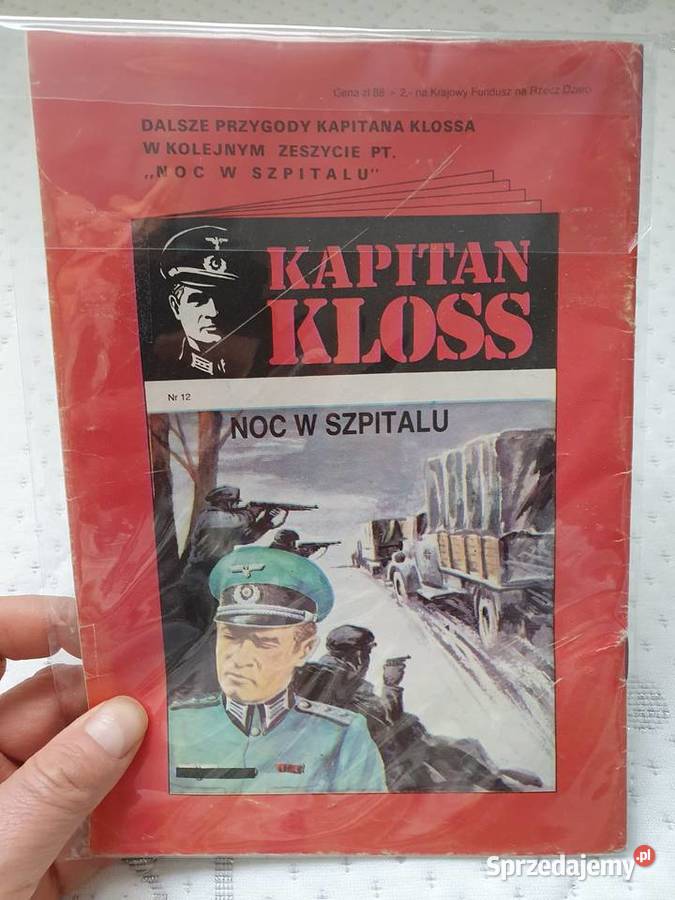 Gena zł 88 + 2,- na Krajowy Fundusz na Rzecz Dzieci
DALSZE PRZYGODY KAPITANA KLOSSA
W KOLEJNYM ZESZYCIE PT.
„NOC W SZPITALU"
KAPITAN
KLOSS
Nr 12
NOC W SZPITALU
Sprzedajemy.pl